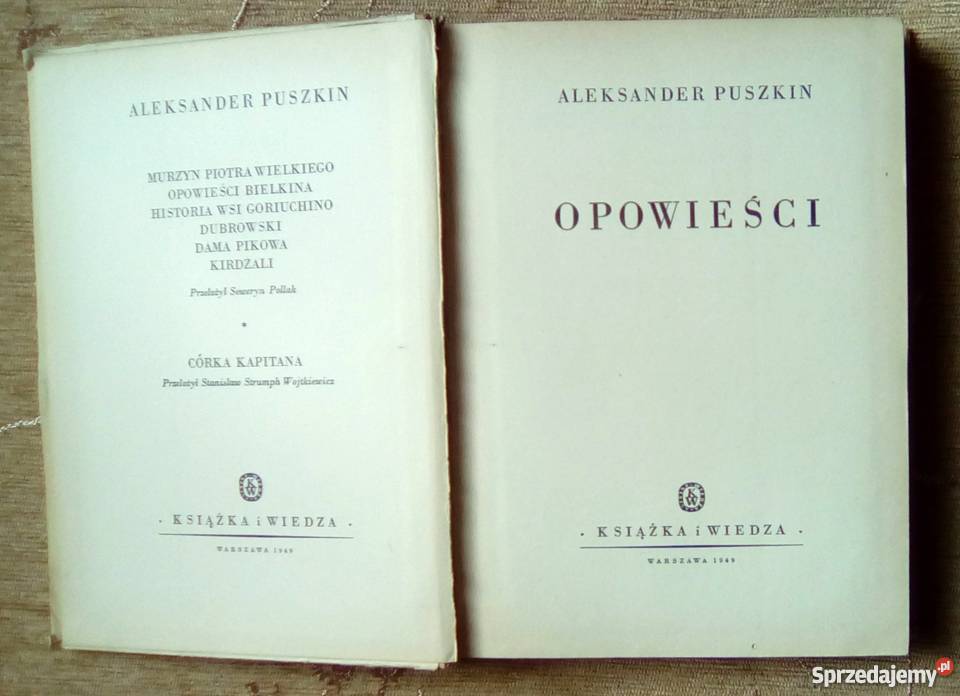 ALEKSANDER PUSZKIN
MURZYN PIOTRA WIELKIEGO
OPOWIEŚCI BIELKINA
HISTORIA WSI GORIUCHINO
DUBROWSKI
DAMA PIKOWA
KIRDŻALI
Przełożył Seweryn Pollak
*
CÓRKA KAPITANA
Przełożył Stanisław Strumph Wojtkiewicz
KW
· KSIĄŻKA i WIEDZA ·
WARSZAWA 1949
ALEKSANDER PUSZKIN
OPOWIEŚCI
KW
· KSIĄŻKA i WIEDZA ·
WARSZAWA 1949
Sprzedajemy.pl